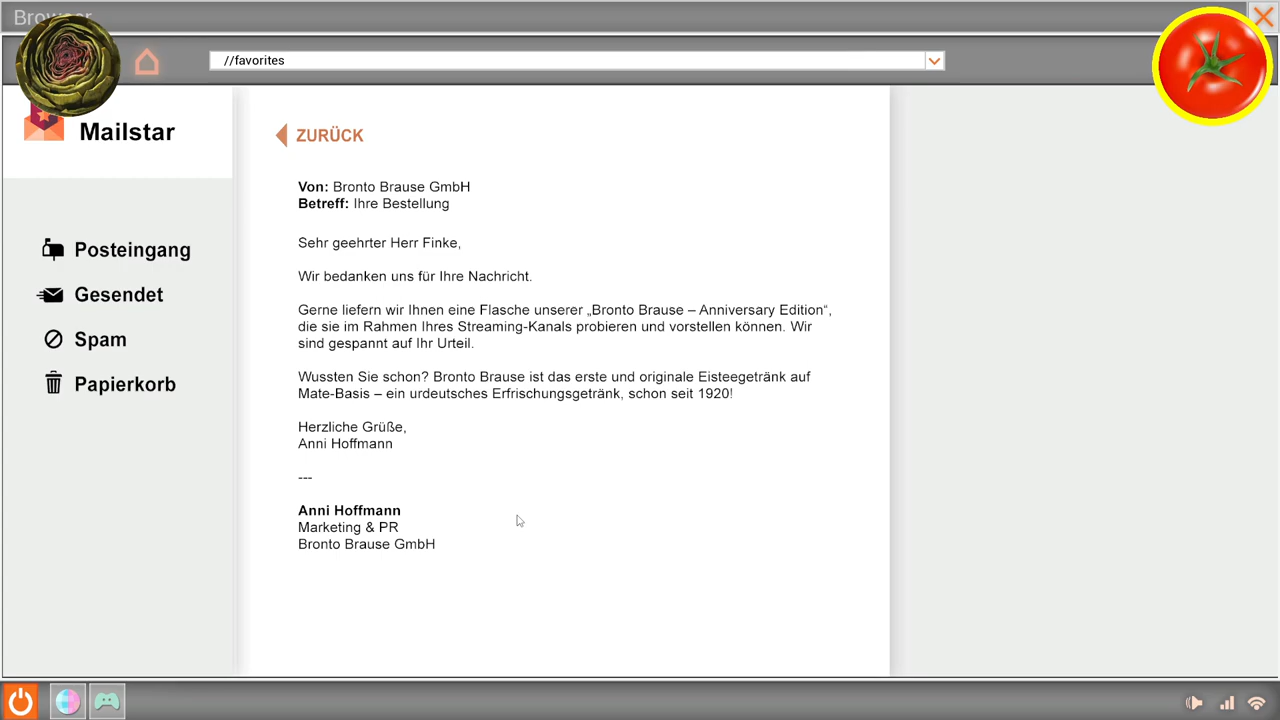 Browser
//favorites
Mailstar
ZURÜCK
Von: Bronto Brause GmbH
Betreff: Ihre Bestellung
Posteingang
Gesendet
Spam
Papierkorb
Sehr geehrter Herr Finke,
Wir bedanken uns für Ihre Nachricht.
Gerne liefern wir Ihnen eine Flasche unserer „Bronto Brause – Anniversary Edition“,
die sie im Rahmen Ihres Streaming-Kanals probieren und vorstellen können. Wir
sind gespannt auf Ihr Urteil.
Wussten Sie schon? Bronto Brause ist das erste und originale Eisteegetränk auf
Mate-Basis – ein urdeutsches Erfrischungsgetränk, schon seit 1920!
Herzliche Grüße,
Anni Hoffmann
---
Anni Hoffmann
Marketing & PR
Bronto Brause GmbH